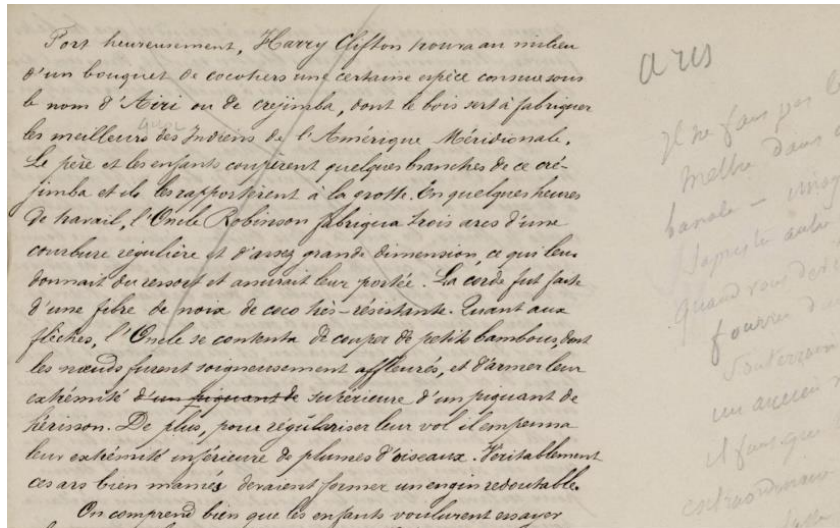 Fort heureusement, Harry Clifton trouva au milieu
d'un bouquet de cocotiers une certaine espèce connue sous
le nom d'Airi ou de crejimba, dont le bois sert à fabriquer
les meilleurs des Indiens de l'Amérique Méridionale.
Le père et les enfants coupèrent quelques branches de ce cré-
jimba et ils les rapportèrent à la grotte. En quelques heures
de travail, l'Oncle Robinson fabriqua trois arcs d'une
courbure régulière et d'assez grande dimension, ce qui leur
donnait du ressort et assurait leur portée. La corde fut faite
d'une fibre de noix de coco très-résistante. Quant aux
flèches, l'Oncle se contenta de couper de petits bambous, dont
les nœuds furent soigneusement affleurés, et d'armer leur
extrémité d'un piquant de supérieure d'un piquant de
hérisson. De plus, pour régulariser leur vol il empenna
leur extrémité inférieure de plumes d'oiseaux. Véritablement
ces arcs bien maniés devaient former un engin redoutable.
On comprend bien que les enfants voulurent essayer
arcs
Il ne faut pas
mettre dans
banale –
quand vous
fourrez
souterrain
un
il faut que